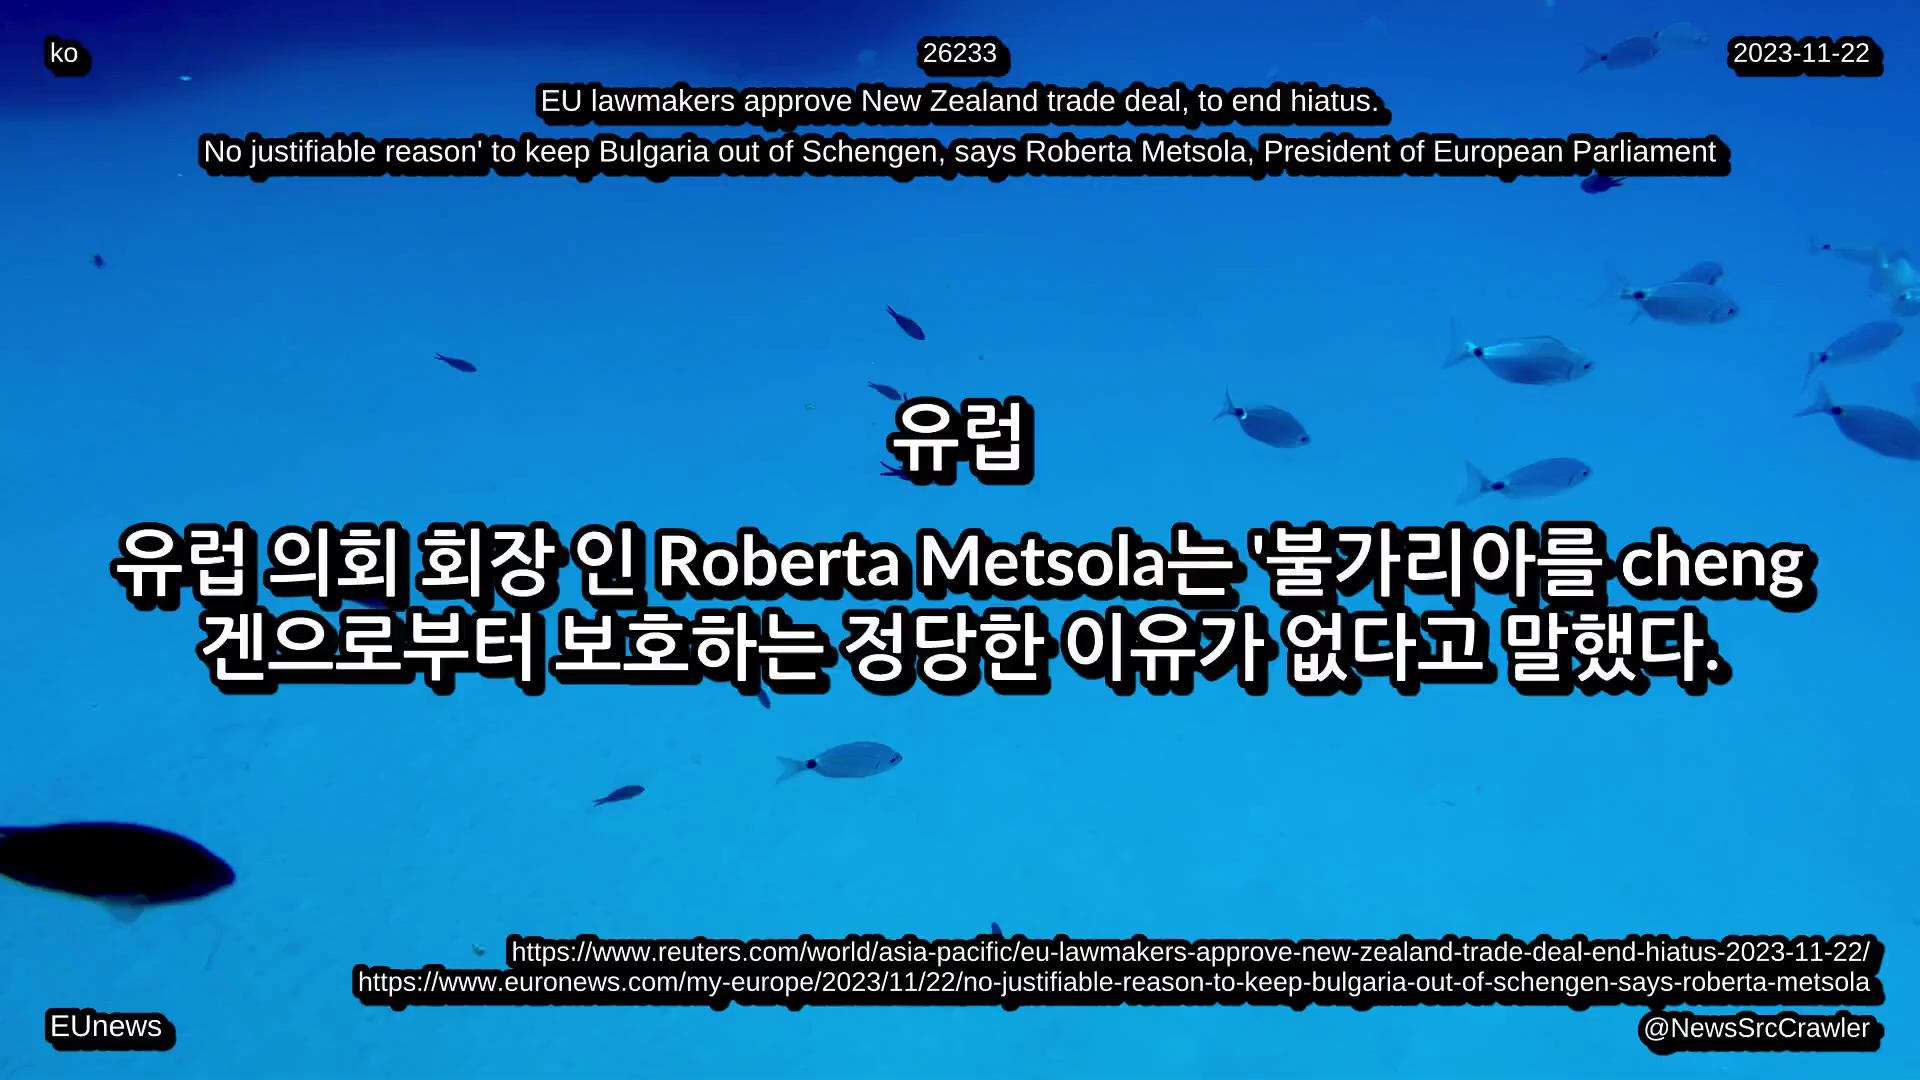 ko
26233
2023-11-22
EU lawmakers approve New Zealand trade deal, to end hiatus.
No justifiable reason' to keep Bulgaria out of Schengen, says Roberta Metsola, President of European Parliament
유럽
유럽 의회 회장 인 Roberta Metsola는 '불가리아를 cheng
겐으로부터 보호하는 정당한 이유가 없다고 말했다.
https://www.reuters.com/world/asia-pacific/eu-lawmakers-approve-new-zealand-trade-deal-end-hiatus-2023-11-22/
https://www.euronews.com/my-europe/2023/11/22/no-justifiable-reason-to-keep-bulgaria-out-of-schengen-says-roberta-metsola
EUnews
@NewsSrcCrawler